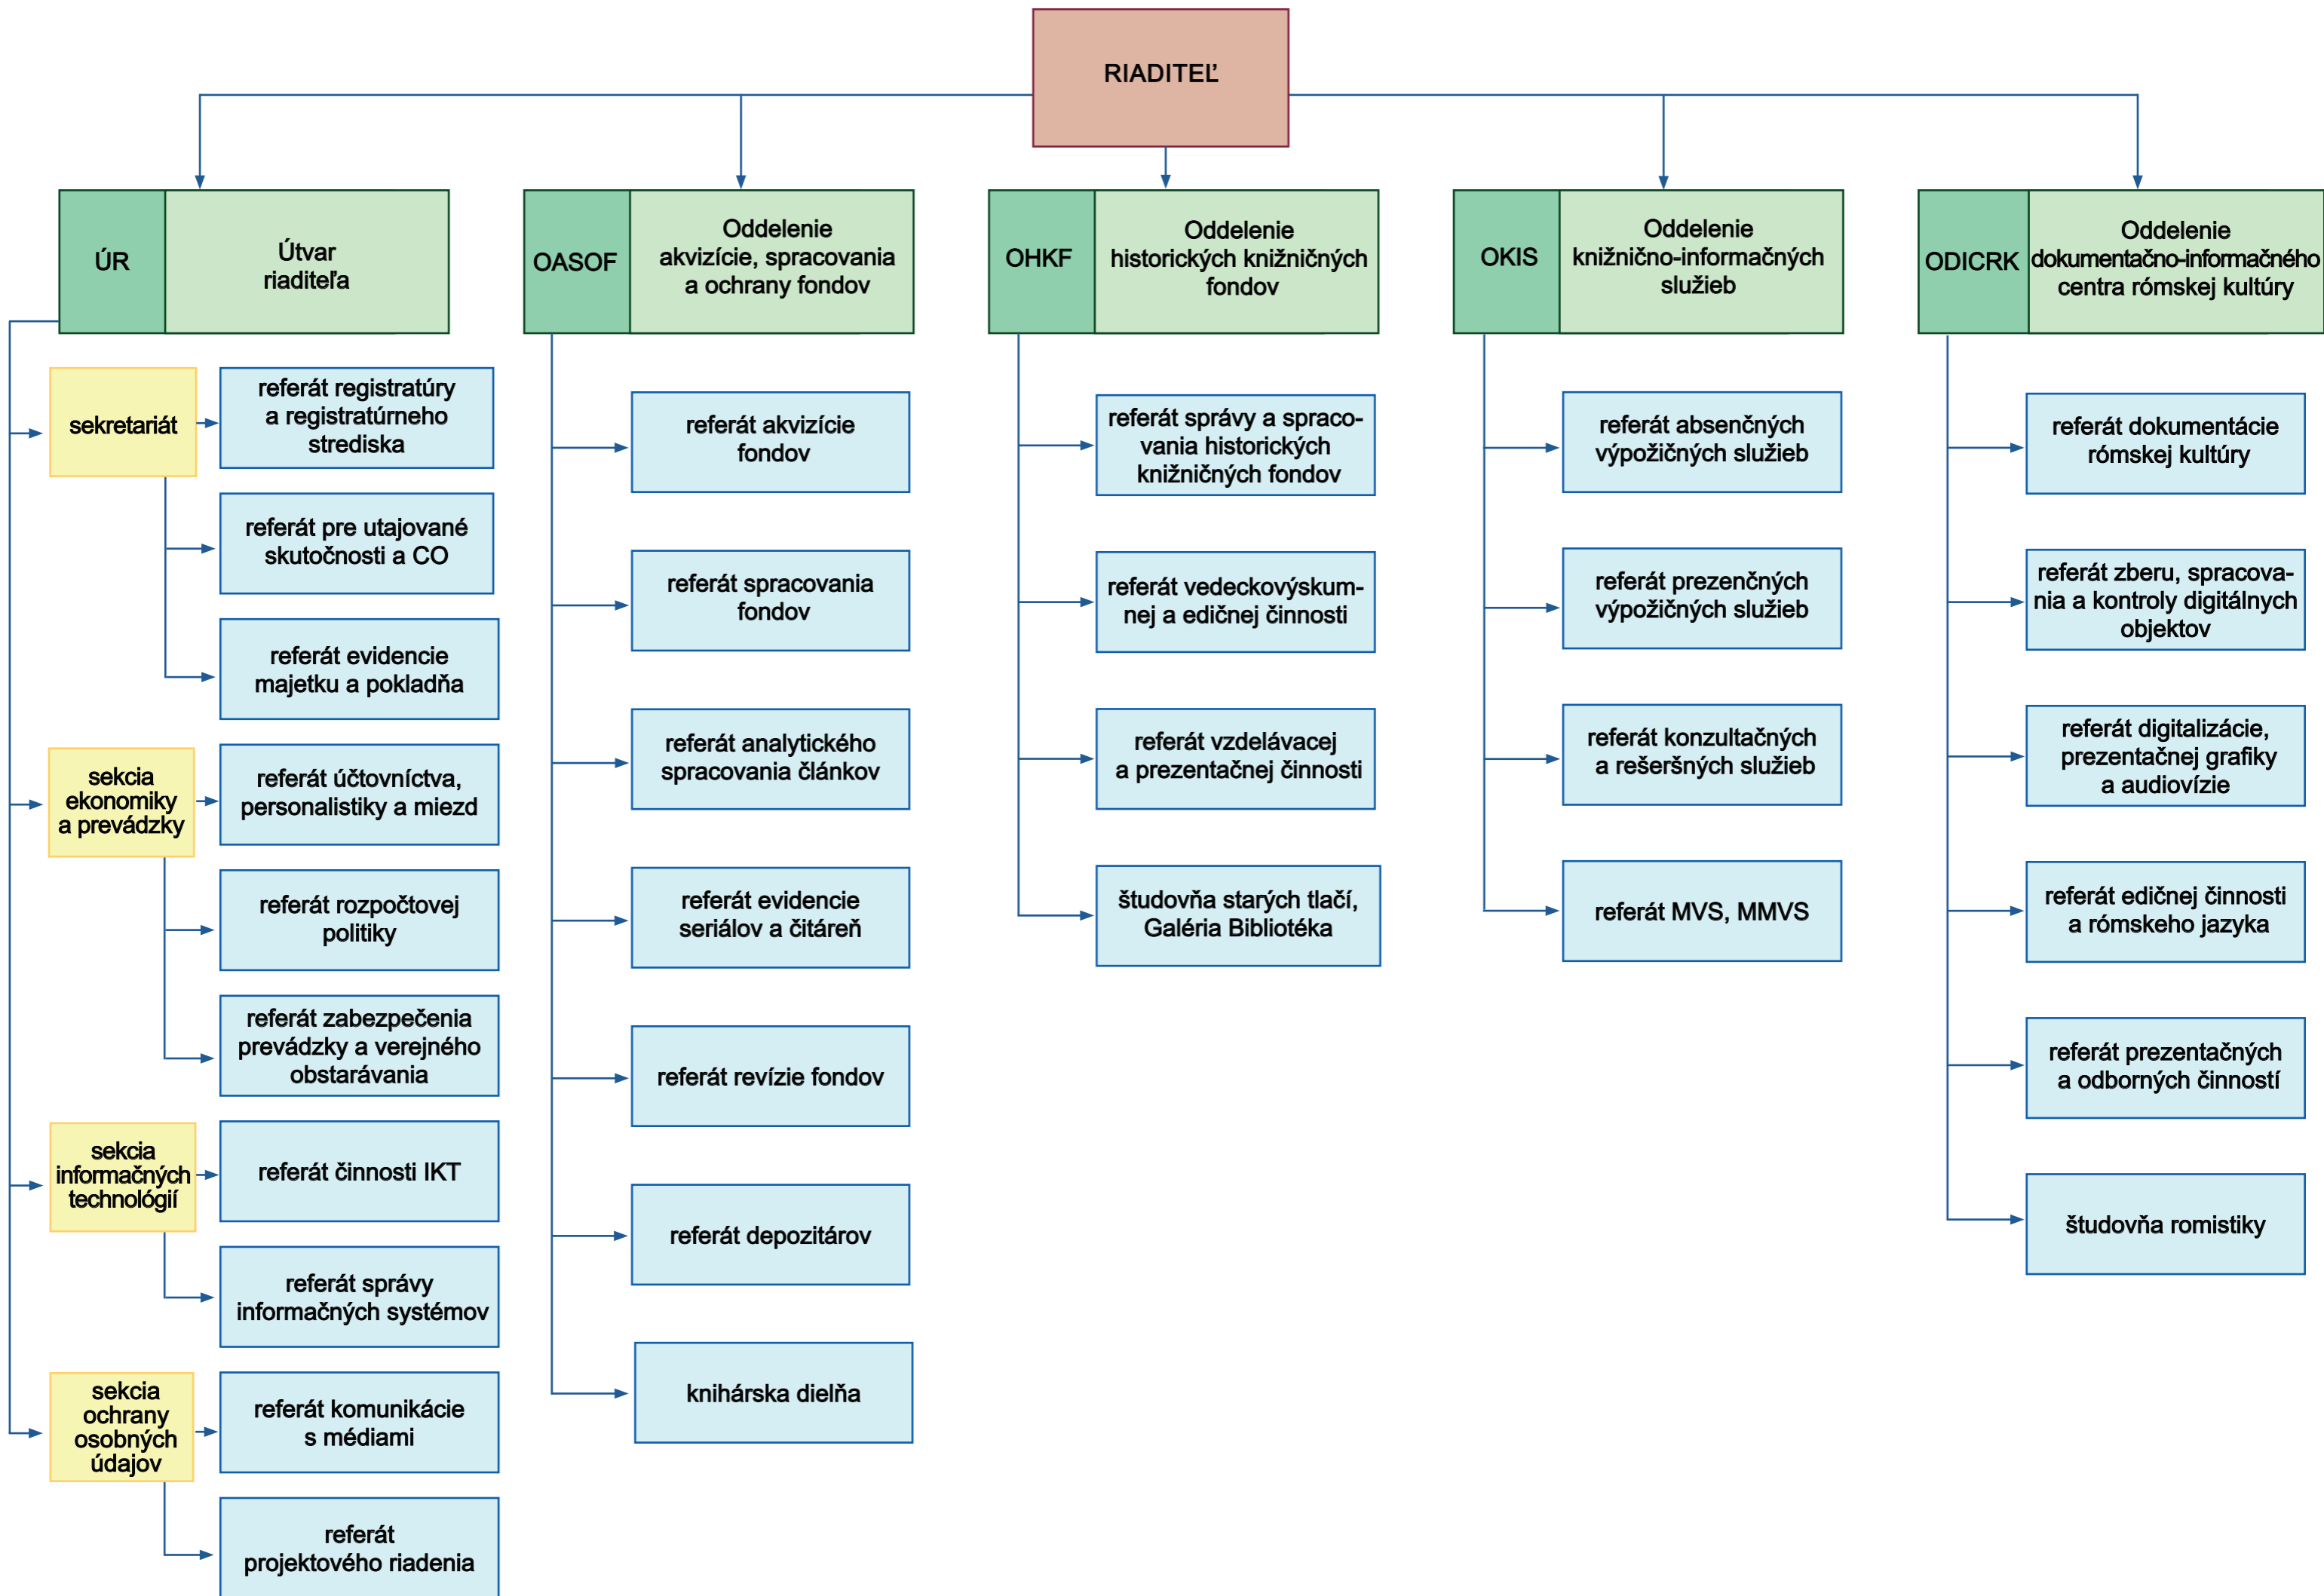 RIADITEĽ
ÚR
Útvar
riaditeľa
sekretariát
referát registratúry
a registratúrneho
strediska
referát pre utajované
skutočnosti a CO
referát evidencie
majetku a pokladňa
sekcia
ekonomiky
a prevádzky
referát účtovníctva,
personalistiky a miezd
referát rozpočtovej
politiky
referát zabezpečenia
prevádzky a verejného
obstarávania
sekcia
informačných
technológií
referát činnosti IKT
referát správy
informačných systémov
sekcia
ochrany
osobných
údajov
referát komunikácie
s médiami
referát
projektového riadenia
OASOF
Oddelenie
akvizície, spracovania
a ochrany fondov
referát akvizície
fondov
referát spracovania
fondov
referát analytického
spracovania článkov
referát evidencie
seriálov a čitáreň
referát revízie fondov
referát depozitárov
knihárska dielňa
OHKF
Oddelenie
historických knižničných
fondov
referát správy a spraco-
vania historických
knižničných fondov
referát vedeckovýskum-
nej a edičnej činnosti
referát vzdelávacej
a prezentačnej činnosti
študovňa starých tlačí,
Galéria Bibliotéka
OKIS
Oddelenie
knižnično-informačných
služieb
referát absenčných
výpožičných služieb
referát prezenčných
výpožičných služieb
referát konzultačných
a rešeršných služieb
referát MVS, MMVS
ODICRK
Oddelenie
dokumentačno-informačného
centra rómskej kultúry
referát dokumentácie
rómskej kultúry
referát zberu, spracova-
nia a kontroly digitálnych
objektov
referát digitalizácie,
prezentačnej grafiky
a audiovízie
referát edičnej činnosti
a rómskeho jazyka
referát prezentačných
a odborných činností
študovňa romistiky